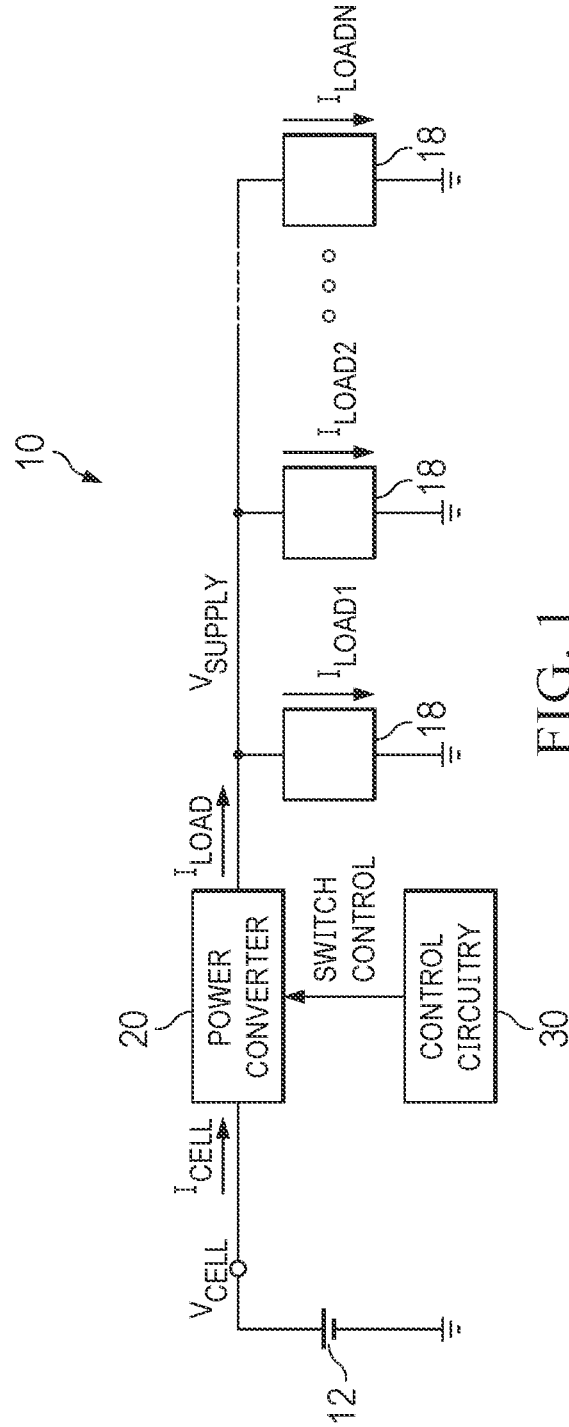 10
V_CELL
I_CELL
20
POWER
CONVERTER
I_LOAD
V_SUPPLY
12
SWITCH
CONTROL
CONTROL
CIRCUITRY
30
I_LOAD1
18
I_LOAD2
18
I_LOADN
18
FIG. 1